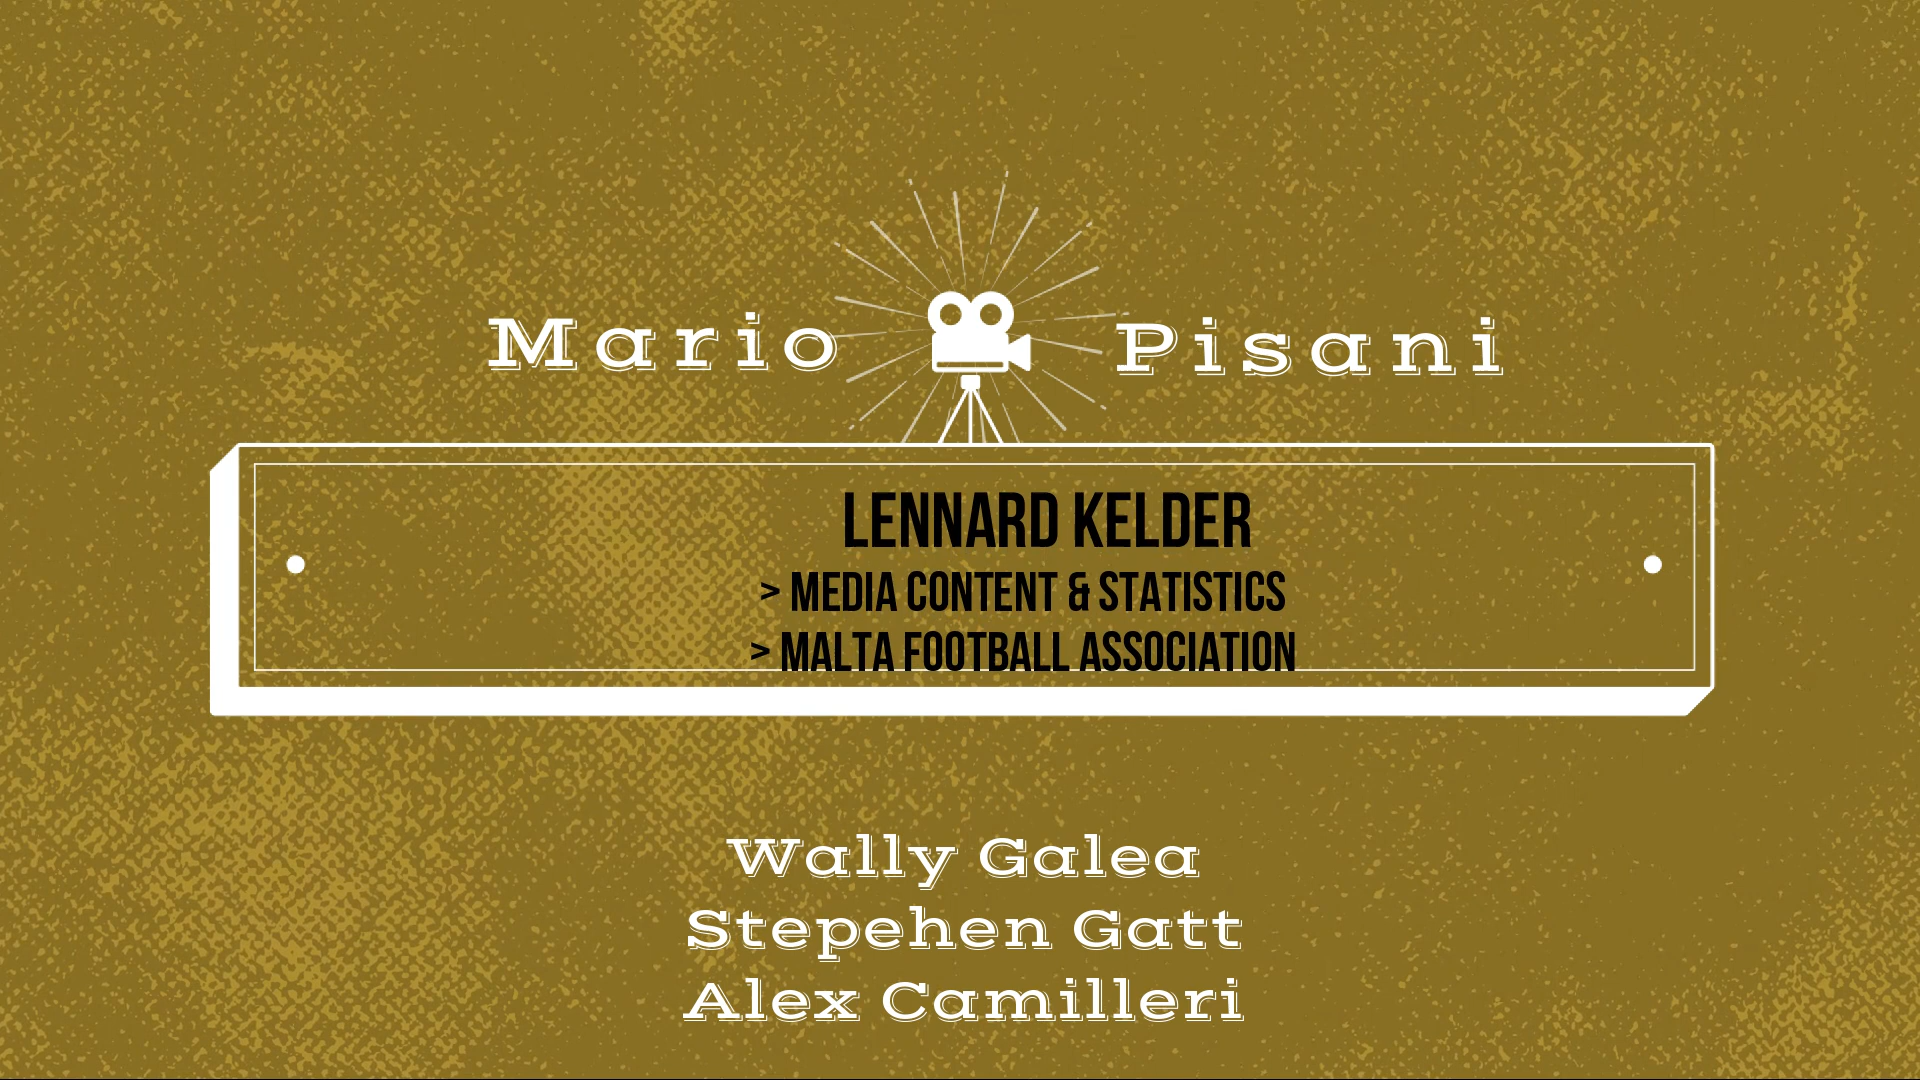 Mario Pisani
LENNARD KELDER
> MEDIA CONTENT & STATISTICS
> MALTA FOOTBALL ASSOCIATION
Wally Galea
Stepehen Gatt
Alex Camilleri